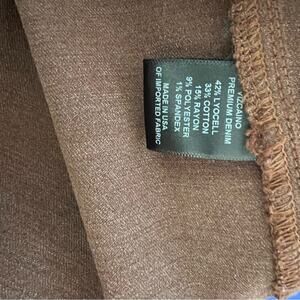 VIZCAINO
PREMIUM DENIM
42% LYOCELL
33% COTTON
15% RAYON
9% POLYESTER
1% SPANDEX
MADE IN USA
OF IMPORTED FABRIC